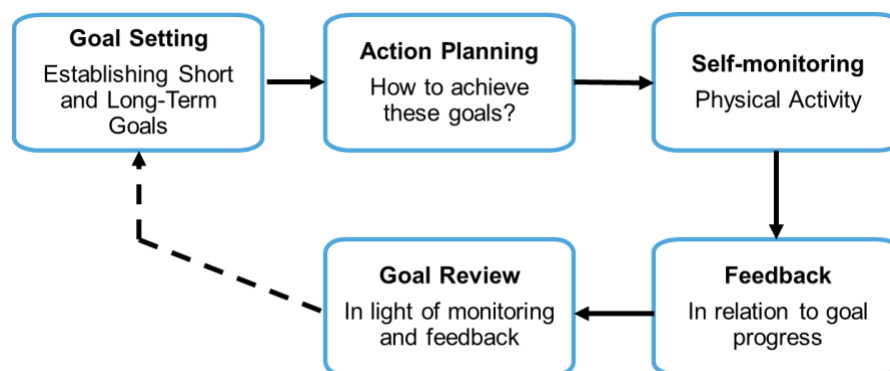 Goal Setting
Establishing Short
and Long-Term
Goals
Action Planning
How to achieve
these goals?
Self-monitoring
Physical Activity
Feedback
In relation to goal
progress
Goal Review
In light of monitoring
and feedback